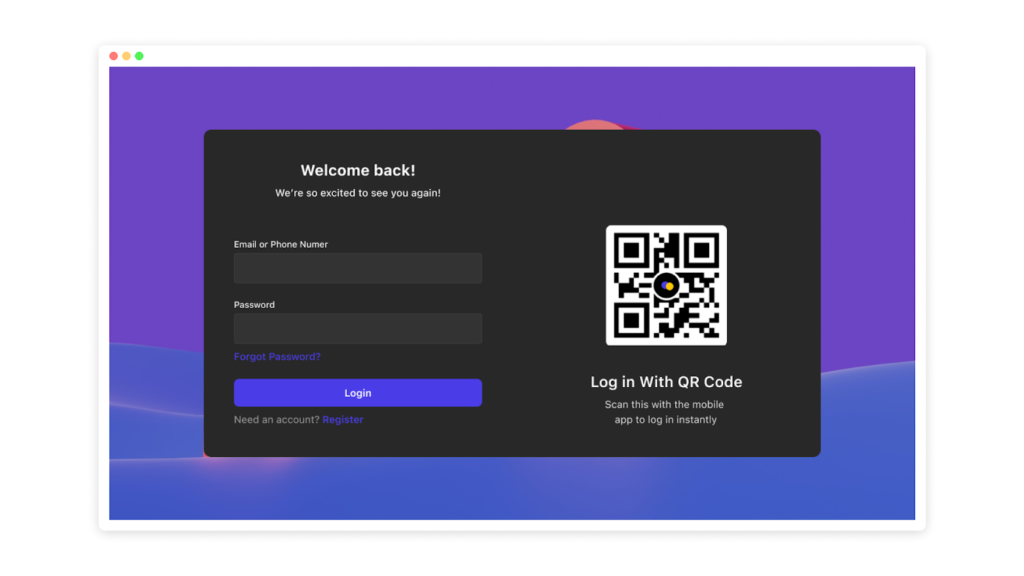 Welcome back!
We're so excited to see you again!
Email or Phone Numer
Password
Forgot Password?
Login
Need an account? Register
Log in With QR Code
Scan this with the mobile
app to log in instantly